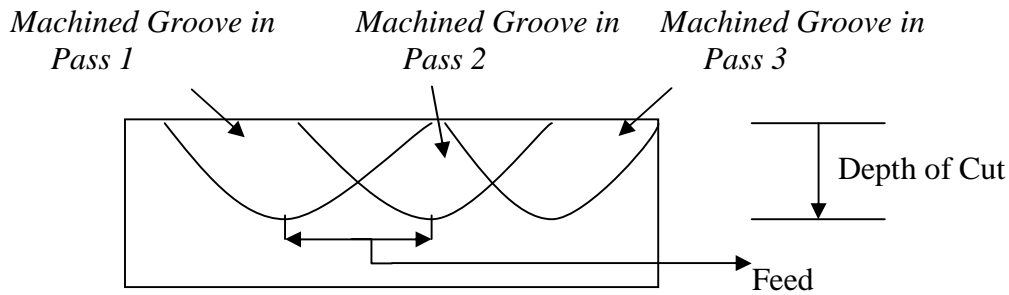 Machined Groove in
Pass 1
Machined Groove in
Pass 2
Machined Groove in
Pass 3
Depth of Cut
Feed